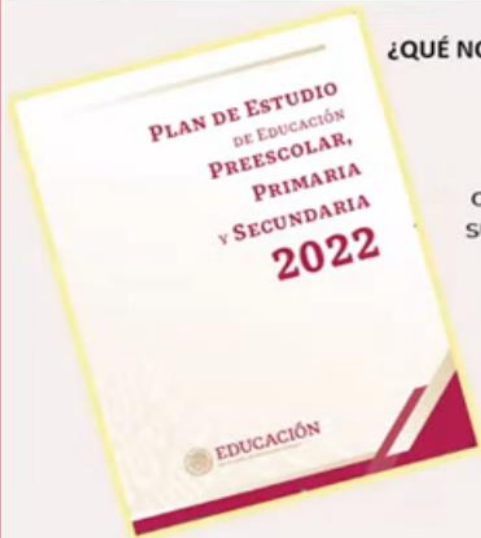 ¿QUÉ NO
PLAN DE ESTUDIO
DE EDUCACIÓN
PREESCOLAR,
PRIMARIA
Y SECUNDARIA
2022
EDUCACIÓN